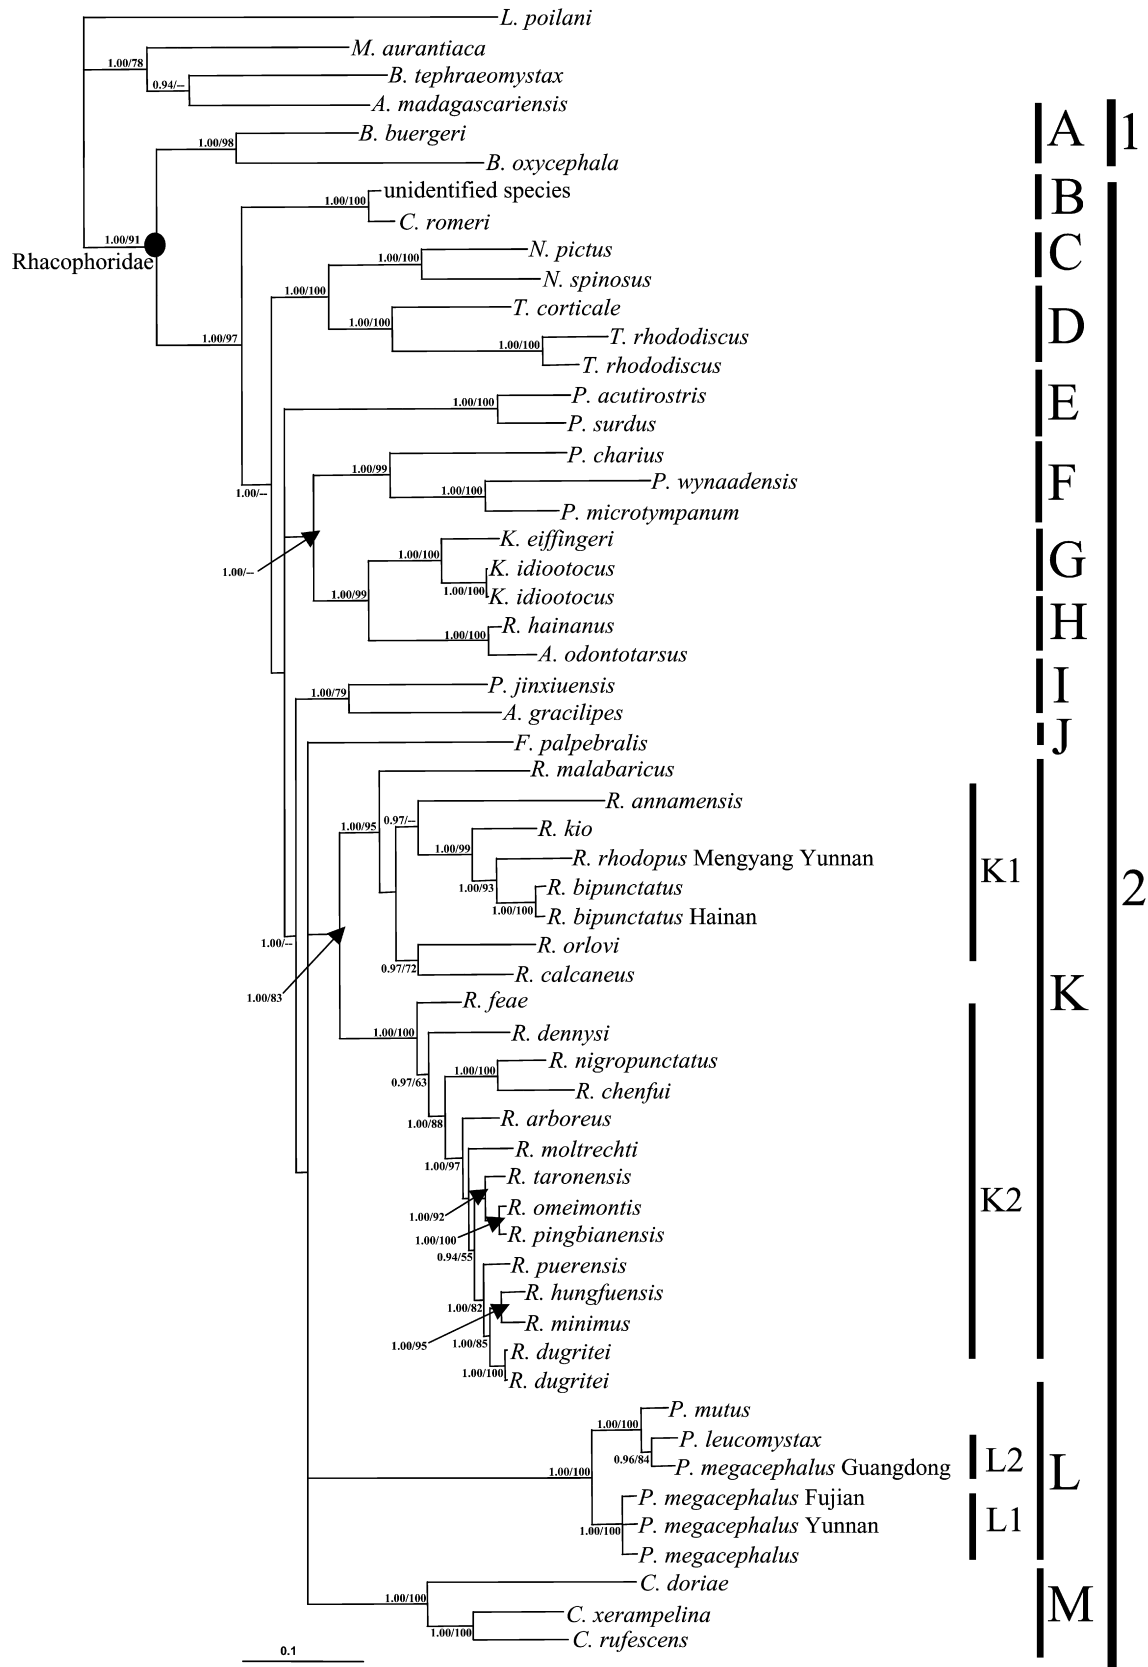 L. poilani
M. aurantiaca
1.00/78
B. tephraeomystax
0.94/--
A. madagascariensis
A
1
B. buergeri
1.00/98
B. oxycephala
unidentified species
B
1.00/100
C. romeri
1.00/91
Rhacophoridae
N. pictus
C
1.00/100
N. spinosus
1.00/100
T. corticale
D
1.00/100
T. rhododiscus
1.00/97
1.00/100
T. rhododiscus
P. acutirostris
E
1.00/100
P. surdus
P. charius
1.00/99
F
P. wynaadensis
1.00/--
1.00/100
P. microtympanum
K. eiffingeri
G
1.00/100
K. idiootocus
1.00/--
1.00/100
K. idiootocus
1.00/99
R. hainanus
H
1.00/100
A. odontotarsus
P. jinxiuensis
I
1.00/79
A. gracilipes
J
F. palpebralis
R. malabaricus
R. annamensis
0.97/--
1.00/95
R. kio
1.00/99
R. rhodopus Mengyang Yunnan
K1
1.00/93
R. bipunctatus
2
1.00/100
R. bipunctatus Hainan
1.00/--
R. orlovi
0.97/72
R. calcaneus
K
1.00/83
R. feae
1.00/100
R. dennysi
R. nigropunctatus
1.00/100
0.97/63
R. chenfui
R. arboreus
1.00/88
R. moltrechti
1.00/97
R. taronensis
R. omeimontis
K2
1.00/92
R. pingbianensis
1.00/100
0.94/55
R. puerensis
R. hungfuensis
1.00/82
R. minimus
1.00/95
1.00/85
R. dugritei
1.00/100
R. dugritei
P. mutus
1.00/100
P. leucomystax
0.96/84
P. megacephalus Guangdong
L2
L
1.00/100
P. megacephalus Fujian
L1
P. megacephalus Yunnan
1.00/100
P. megacephalus
C. doriae
1.00/100
M
C. xerampelina
1.00/100
C. rufescens
0.1